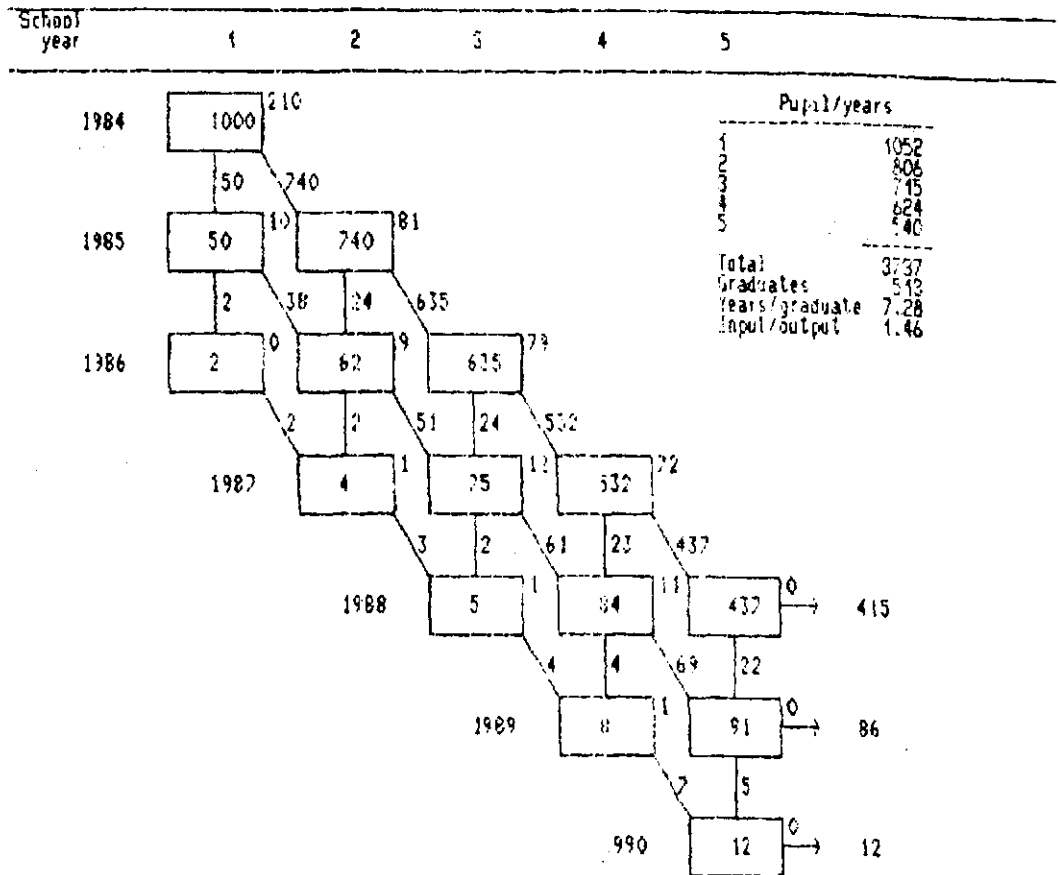 School
year 1 2 3 4 5
1984 1000 210
Pupil/years
50 740
1 1052
2 806
3 715
4 624
5 540
1985 50 10 740 81
Total 3737
Graduates 513
Years/graduate 7.28
Input/output 1.46
2 38 24 635
1986 2 0 62 9 635 79
2 2 51 24 532
1987 4 1 75 12 532 72
3 2 61 23 437
1988 5 1 84 11 437 0 415
4 4 69 22
1989 8 1 91 0 86
7 5
990 12 0 12